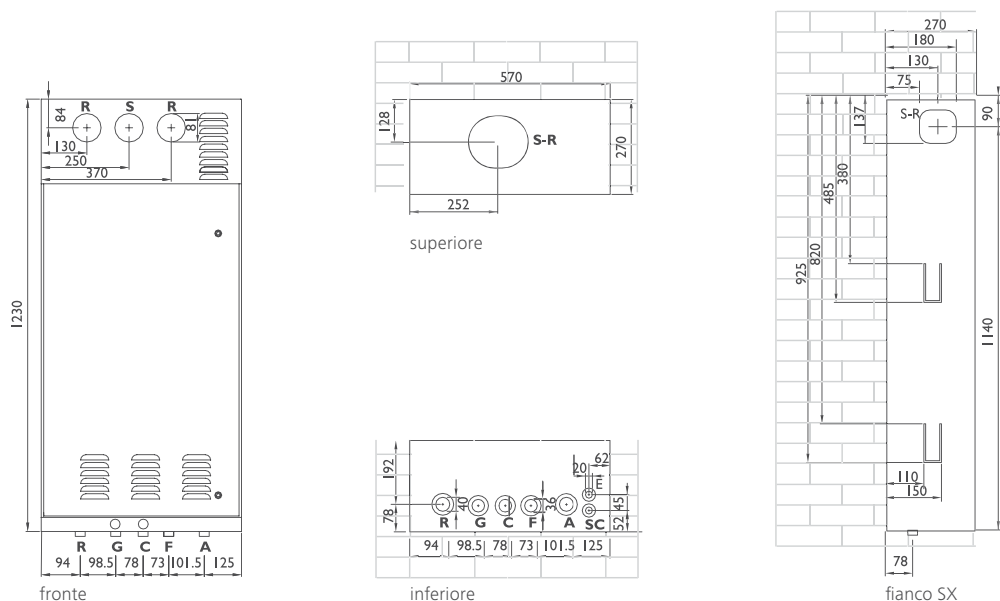 R S R
84
81
130
250
370
1230
R G C F A
94 98.5 78 73 101.5 125
fronte
570
128
S-R
270
252
superiore
62
192
20
E
40
36
45
78
R G C F A SC
52
94 98.5 78 73 101.5 125
inferiore
270
180
130
75
90
S-R
137
380
485
820
925
1140
110
150
78
fianco SX